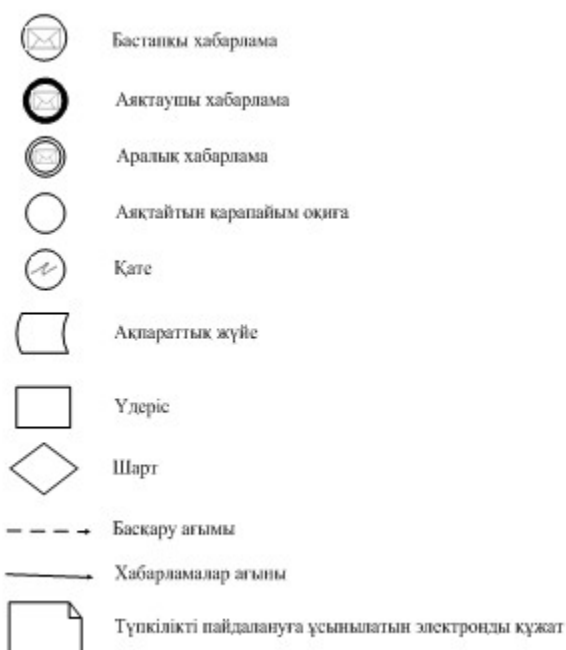 Бастапқы хабарлама
Аяқтаушы хабарлама
Аралық хабарлама
Аяқтайтын қарапайым оқиға
Қате
Ақпараттық жүйе
Үдеріс
Шарт
Басқару ағымы
Хабарламалар ағыны
Түпкілікті пайдалануға ұсынылатын электронды құжат